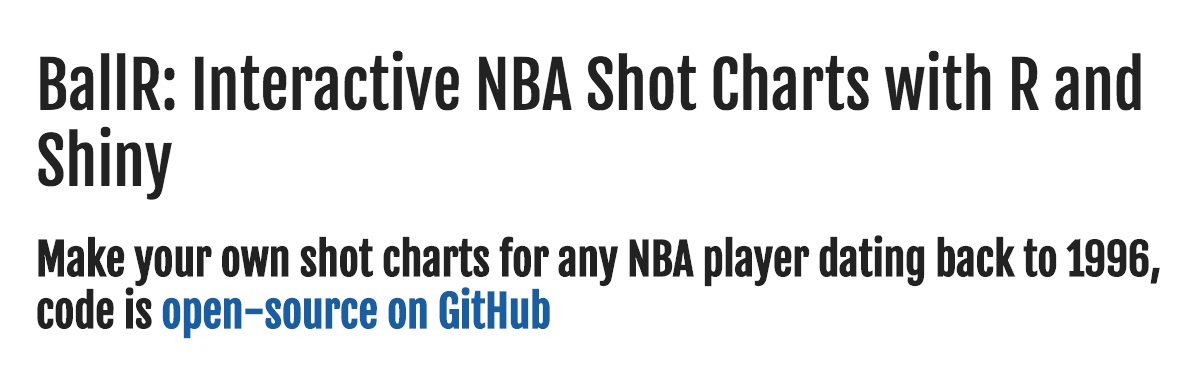 BallR: Interactive NBA Shot Charts with R and
Shiny
Make your own shot charts for any NBA player dating back to 1996,
code is open-source on GitHub